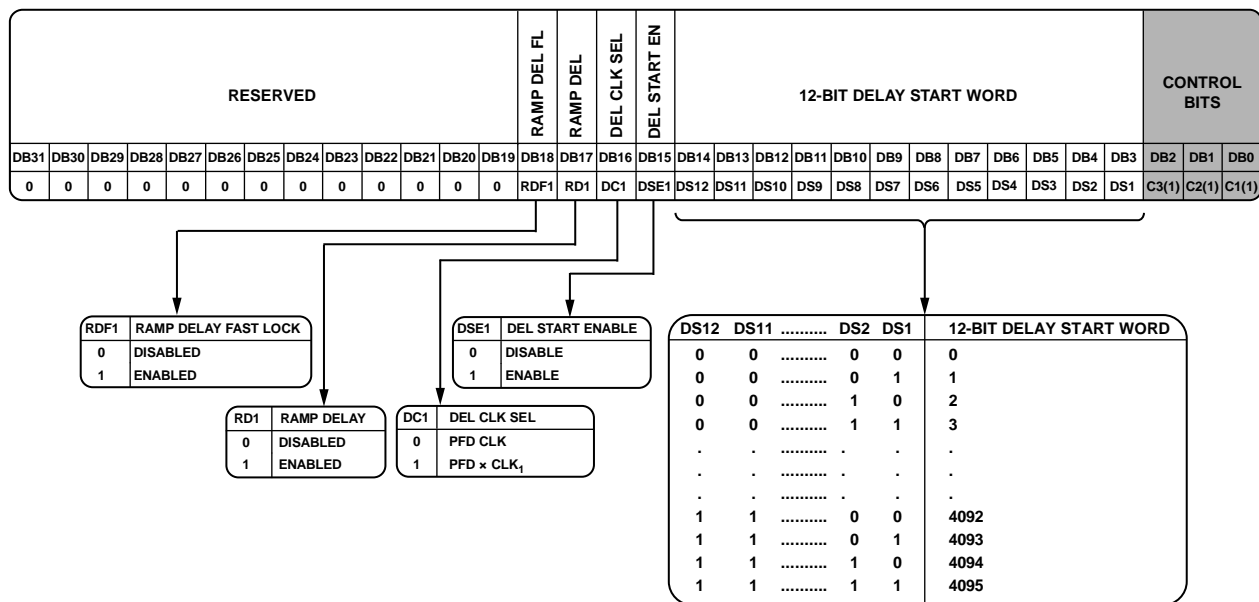 RESERVED
RAMP DEL FL
RAMP DEL
DEL CLK SEL
DEL START EN
12-BIT DELAY START WORD
CONTROL
BITS
DB31 DB30 DB29 DB28 DB27 DB26 DB25 DB24 DB23 DB22 DB21 DB20 DB19 DB18 DB17 DB16 DB15 DB14 DB13 DB12 DB11 DB10 DB9 DB8 DB7 DB6 DB5 DB4 DB3 DB2 DB1 DB0
0 0 0 0 0 0 0 0 0 0 0 0 0 RDF1 RD1 DC1 DSE1 DS12 DS11 DS10 DS9 DS8 DS7 DS6 DS5 DS4 DS3 DS2 DS1 C3(1) C2(1) C1(1)
RDF1 RAMP DELAY FAST LOCK
0 DISABLED
1 ENABLED
DSE1 DEL START ENABLE
0 DISABLE
1 ENABLE
RD1 RAMP DELAY
0 DISABLED
1 ENABLED
DC1 DEL CLK SEL
0 PFD CLK
1 PFD × CLK₁
DS12 DS11 .......... DS2 DS1 12-BIT DELAY START WORD
0 0 .......... 0 0 0
0 0 .......... 0 1 1
0 0 .......... 1 0 2
0 0 .......... 1 1 3
. . .......... . . .
. . .......... . . .
. . .......... . . .
1 1 .......... 0 0 4092
1 1 .......... 0 1 4093
1 1 .......... 1 0 4094
1 1 .......... 1 1 4095